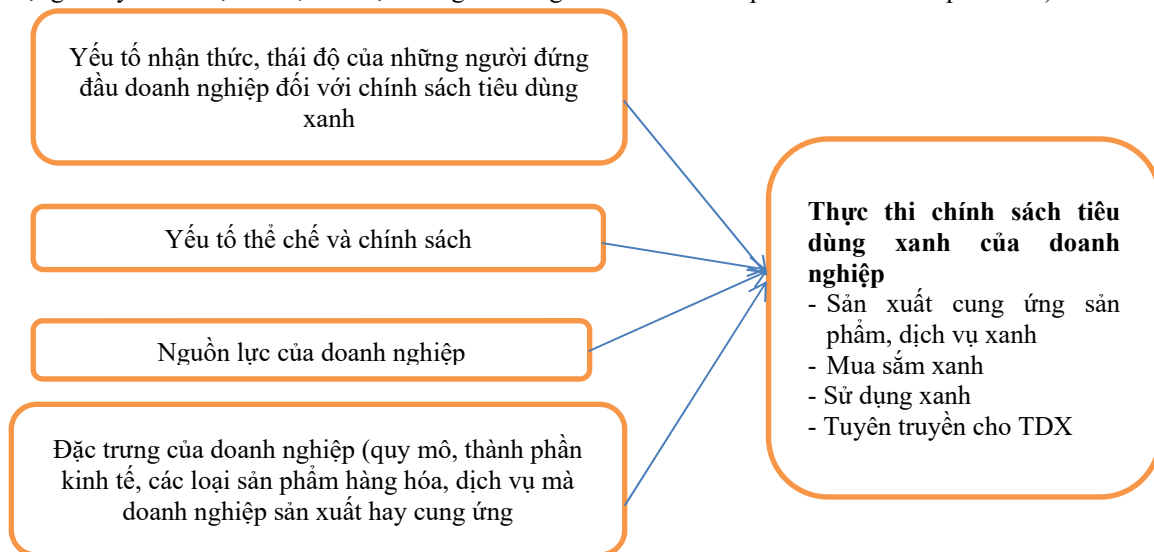 Yếu tố nhận thức, thái độ của những người đứng
đầu doanh nghiệp đối với chính sách tiêu dùng
xanh
Yếu tố thể chế và chính sách
Nguồn lực của doanh nghiệp
Đặc trưng của doanh nghiệp (quy mô, thành phần
kinh tế, các loại sản phẩm hàng hóa, dịch vụ mà
doanh nghiệp sản xuất hay cung ứng
Thực thi chính sách tiêu
dùng xanh của doanh
nghiệp
- Sản xuất cung ứng sản
phẩm, dịch vụ xanh
- Mua sắm xanh
- Sử dụng xanh
- Tuyên truyền cho TDX